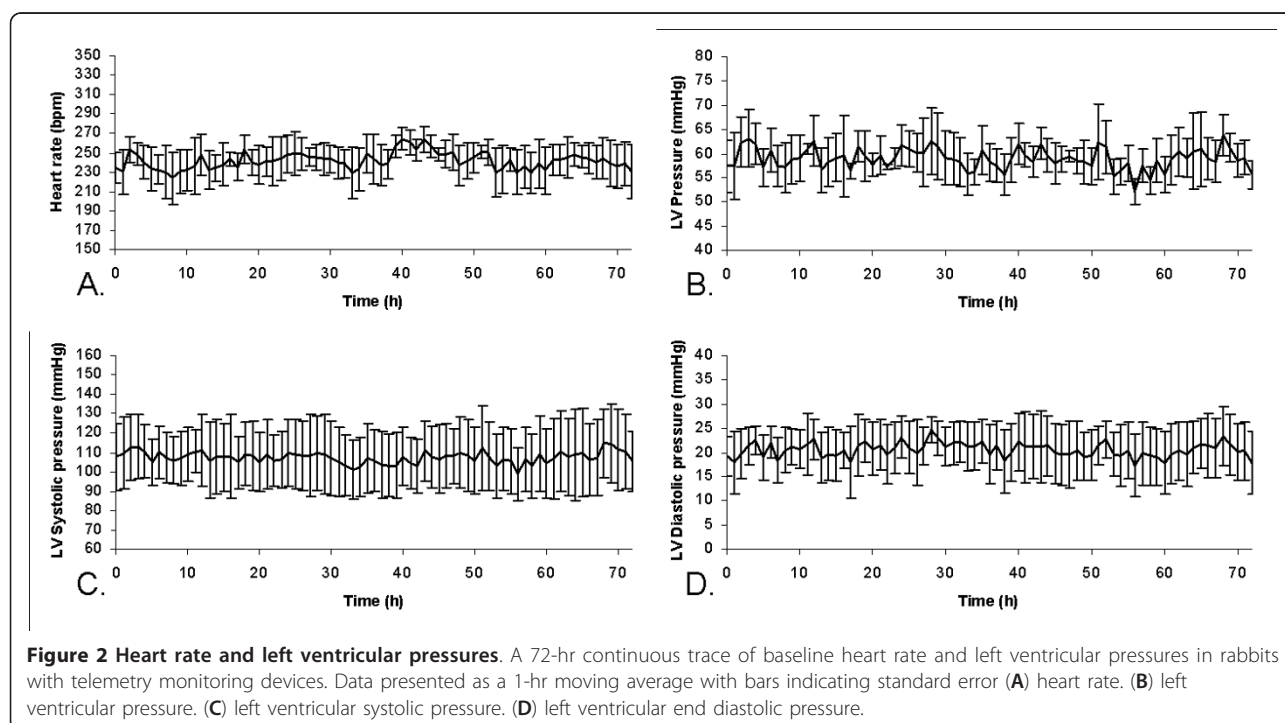 350
330
310
290
270
250
230
210
190
170
150
Heart rate (bpm)
0 10 20 30 40 50 60 70
Time (h)
A.
80
75
70
65
60
55
50
45
40
LV Pressure (mmHg)
0 10 20 30 40 50 60 70
Time (h)
B.
160
150
140
130
120
110
100
90
80
70
60
LV Systolic pressure (mmHg)
0 10 20 30 40 50 60 70
Time (h)
C.
40
35
30
25
20
15
10
5
0
LV Diastolic pressure (mmHg)
0 10 20 30 40 50 60 70
Time (h)
D.
Figure 2 Heart rate and left ventricular pressures. A 72-hr continuous trace of baseline heart rate and left ventricular pressures in rabbits
with telemetry monitoring devices. Data presented as a 1-hr moving average with bars indicating standard error (A) heart rate. (B) left
ventricular pressure. (C) left ventricular systolic pressure. (D) left ventricular end diastolic pressure.